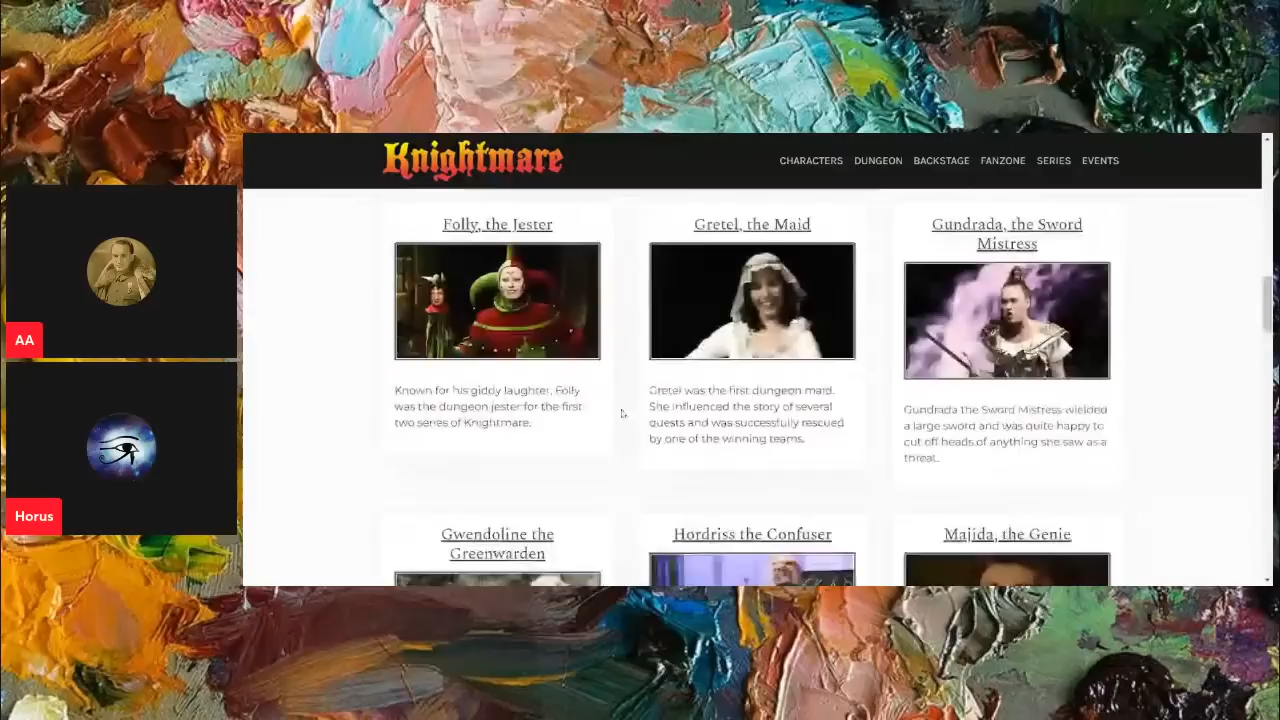 Knightmare
CHARACTERS DUNGEON BACKSTAGE FANZONE SERIES EVENTS
Folly, the Jester
Known for his giddy laughter, Folly
was the dungeon jester for the first
two series of Knightmare.
Gretel, the Maid
Gretel was the first dungeon maid.
She influenced the story of several
quests and was successfully rescued
by one of the winning teams.
Gundrada, the Sword
Mistress
Gundrada the Sword Mistress wielded
a large sword and was quite happy to
cut off heads of anything she saw as a
threat.
Gwendoline the
Greenwarden
Hordriss the Confuser
Majida, the Genie
AA
Horus